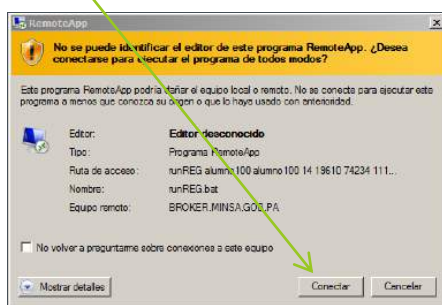 RemoteApp
No se puede identificar el editor de este programa RemoteApp. ¿Desea
conectarse para ejecutar el programa de todos modos?
Este programa RemoteApp podría dañar el equipo local o remoto. No se conecte para ejecutar este
programa a menos que conozca su origen o que lo haya usado con anterioridad.
Editor: Editor desconocido
Tipo: Programa RemoteApp
Ruta de acceso: runREG alumno100 alumno100 14 19610 74234 111...
Nombre: runREG.bat
Equipo remoto: BROKER.MINSA.GOB.PA
No volver a preguntarme sobre conexiones a este equipo
Mostrar detalles Conectar Cancelar